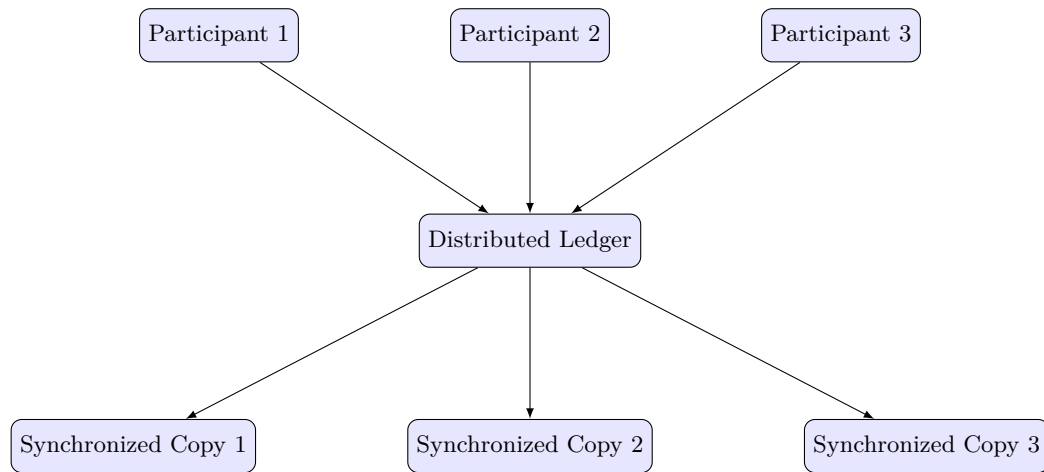 Participant 1
Participant 2
Participant 3
Distributed Ledger
Synchronized Copy 1
Synchronized Copy 2
Synchronized Copy 3